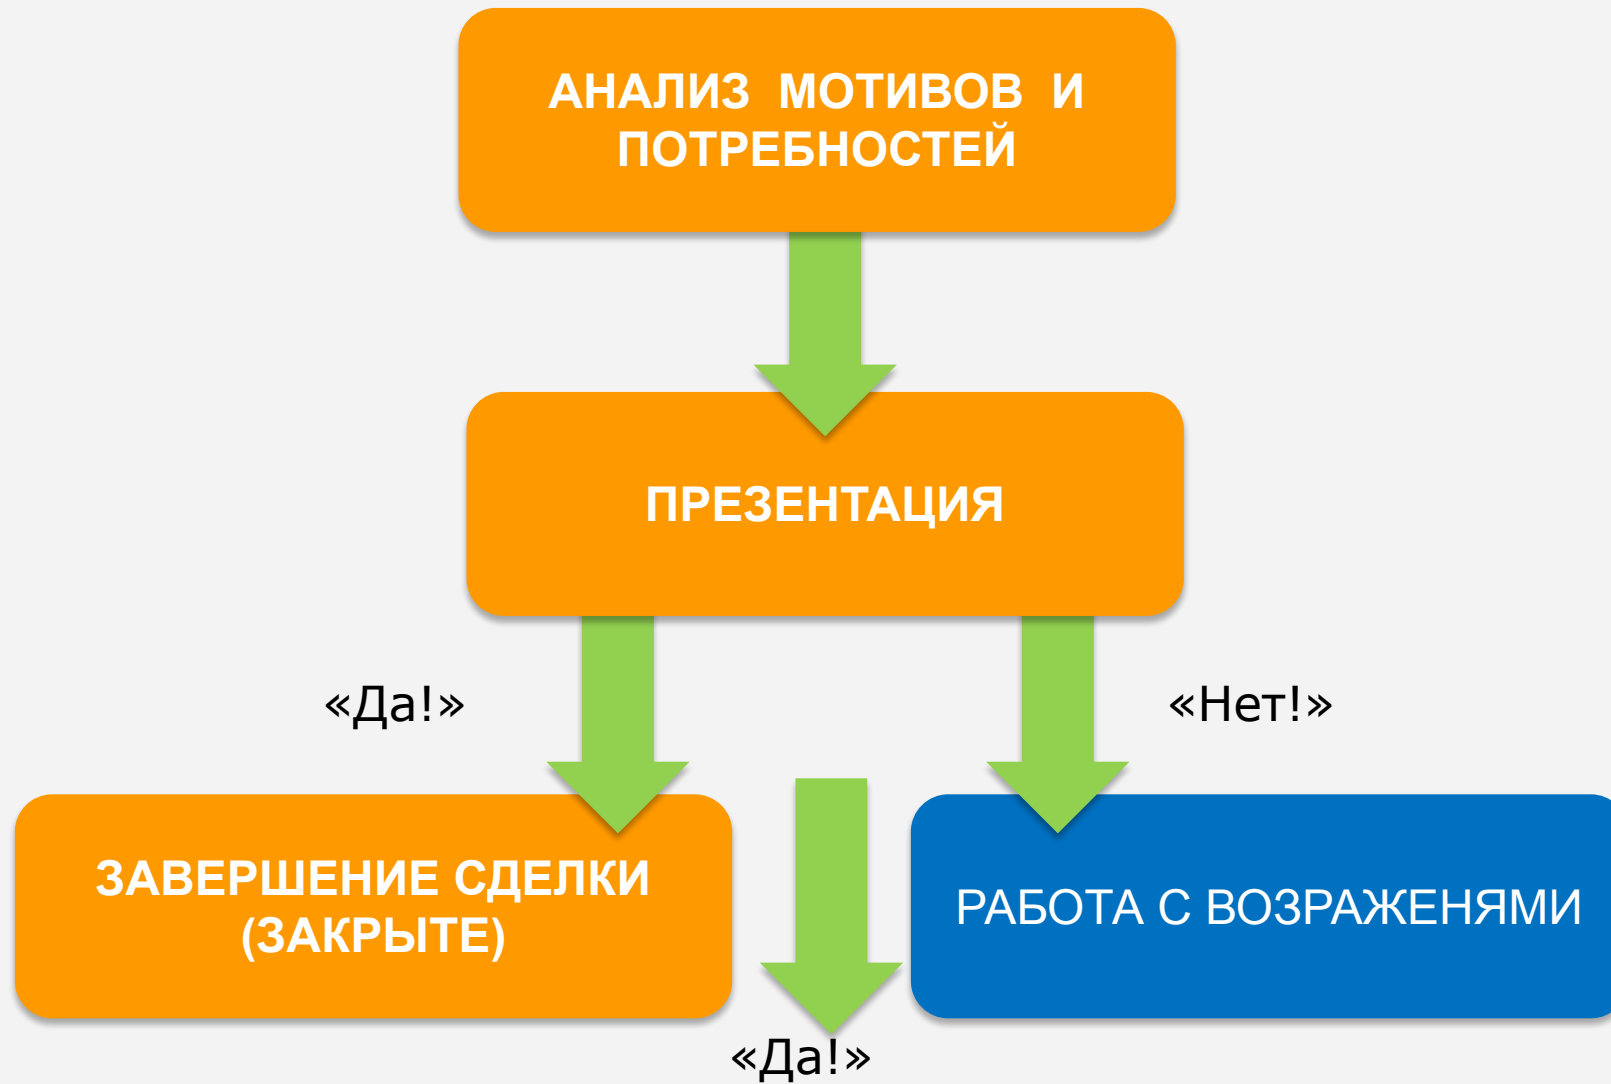 АНАЛИЗ МОТИВОВ И
ПОТРЕБНОСТЕЙ
ПРЕЗЕНТАЦИЯ
«Да!»
«Нет!»
ЗАВЕРШЕНИЕ СДЕЛКИ
(ЗАКРЫТЕ)
РАБОТА С ВОЗРАЖЕНЯМИ
«Да!»